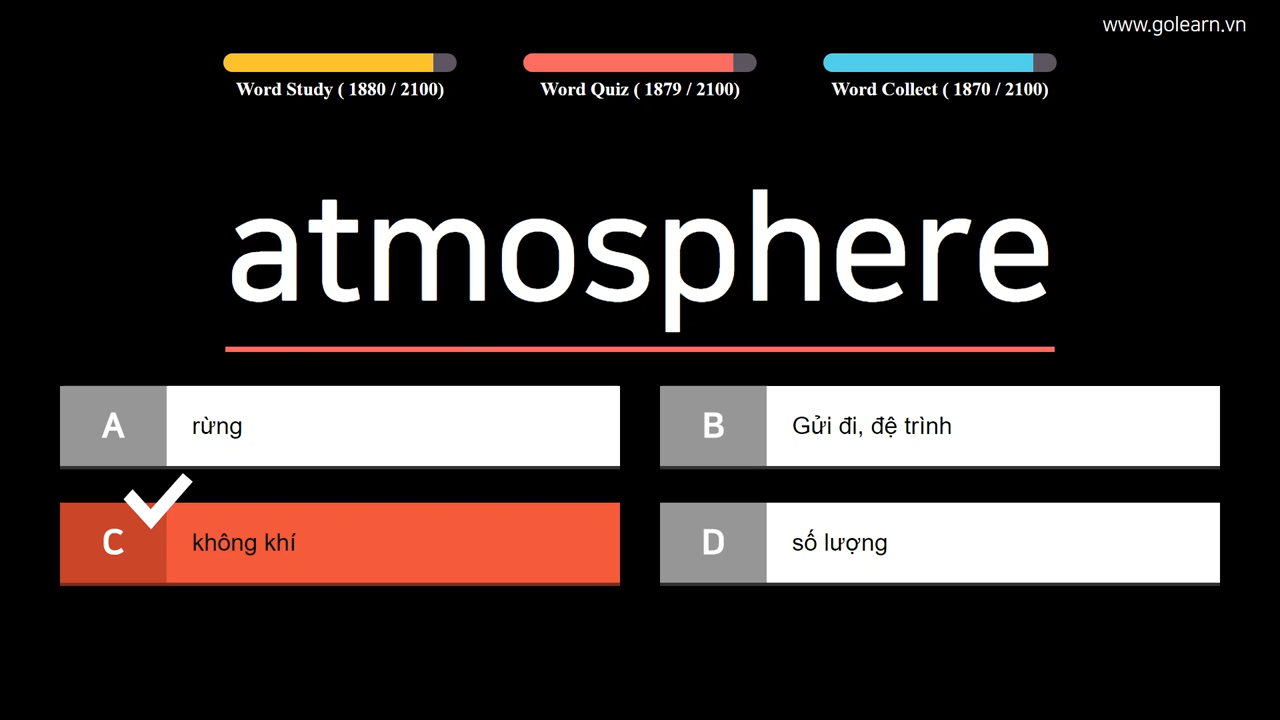 www.golearn.vn
Word Study ( 1880 / 2100)
Word Quiz ( 1879 / 2100)
Word Collect ( 1870 / 2100)
atmosphere
A rừng
B Gửi đi, đệ trình
C không khí
D số lượng